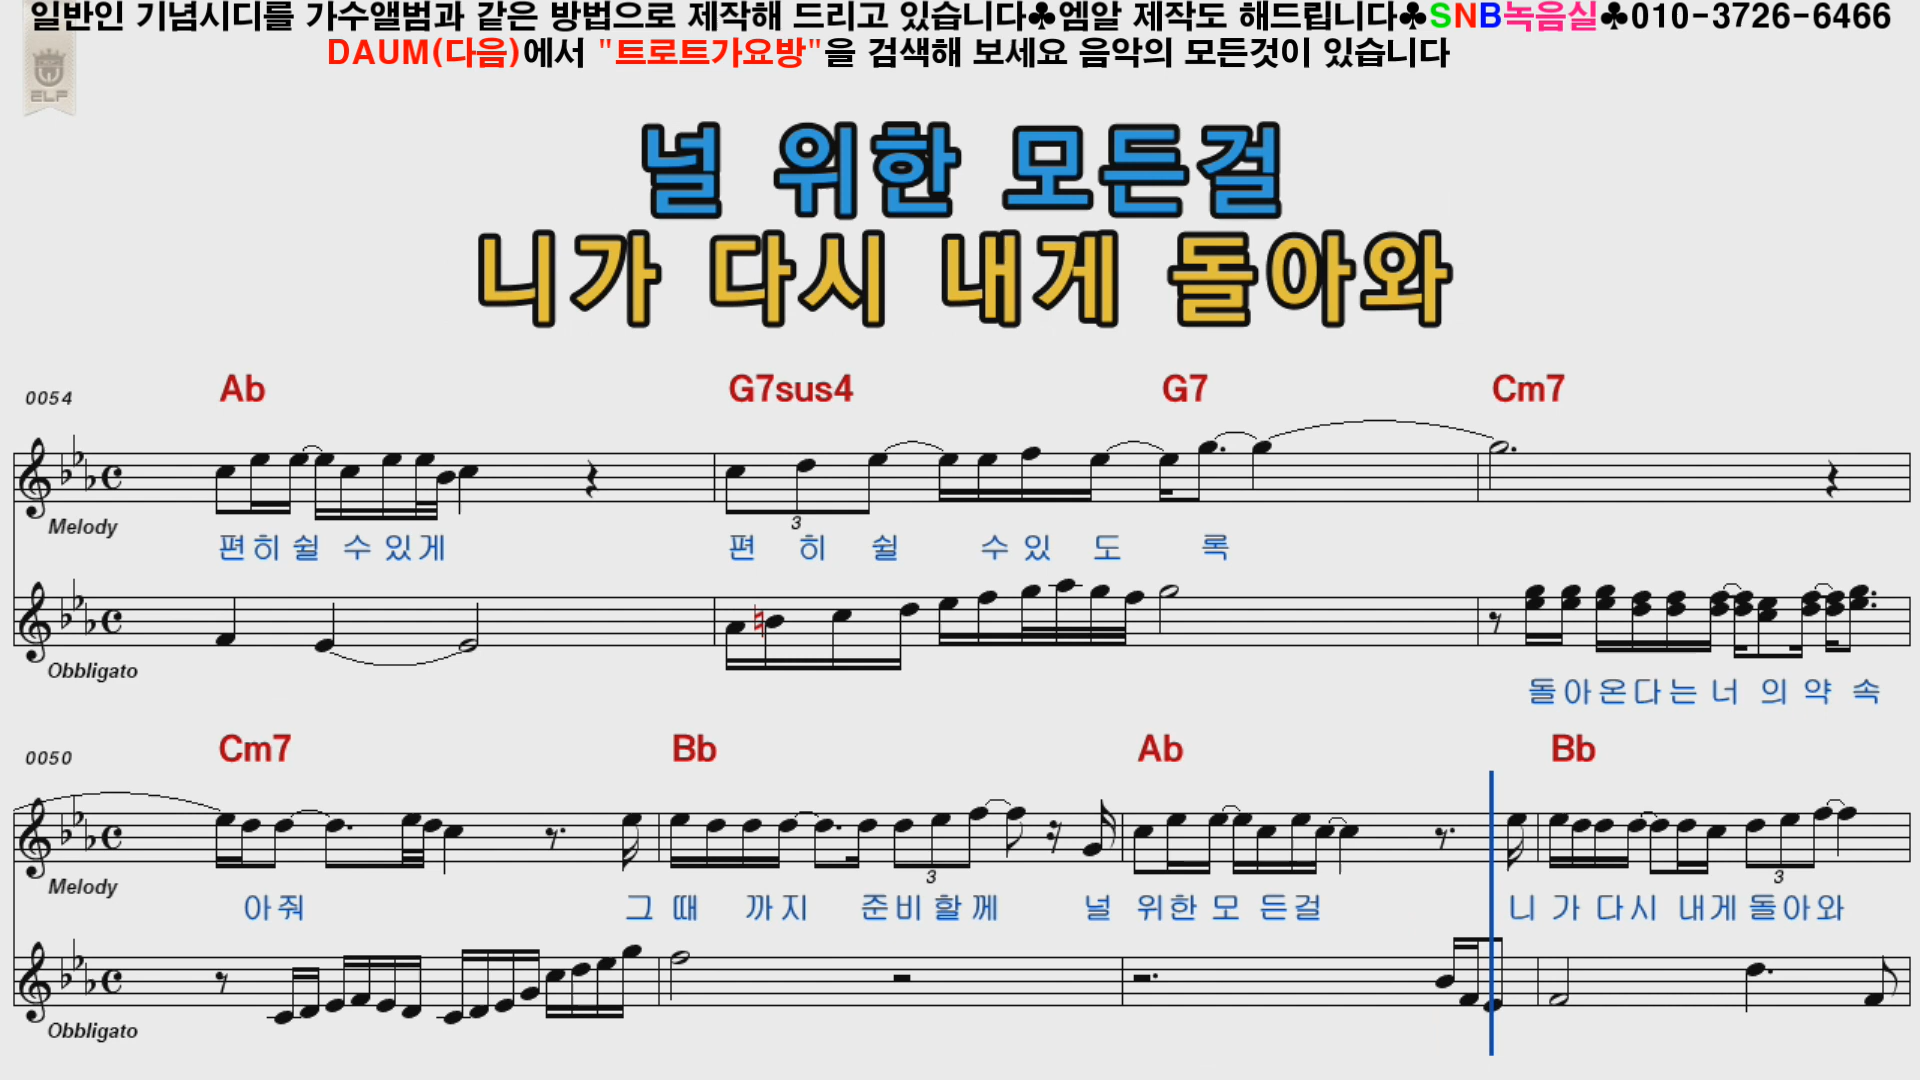 일반인 기념시디를 가수앨범과 같은 방법으로 제작해 드리고 있습니다♣엠알 제작도 해드립니다♣SNB녹음실♣010-3726-6466
DAUM(다음)에서 "트로트가요방"을 검색해 보세요 음악의 모든것이 있습니다
ELF
널 위한 모든걸
니가 다시 내게 돌아와
0054 Ab G7sus4 G7 Cm7
Melody
3
편히 쉴 수 있게 편 히 쉴 수 있 도 록
Obbligato
돌아온다는 너 의 약 속
0050 Cm7 Bb Ab Bb
Melody
3 3
아줘 그 때 까지 준비 할 께 널 위한 모 든걸 니 가 다시 내게 돌아와
Obbligato